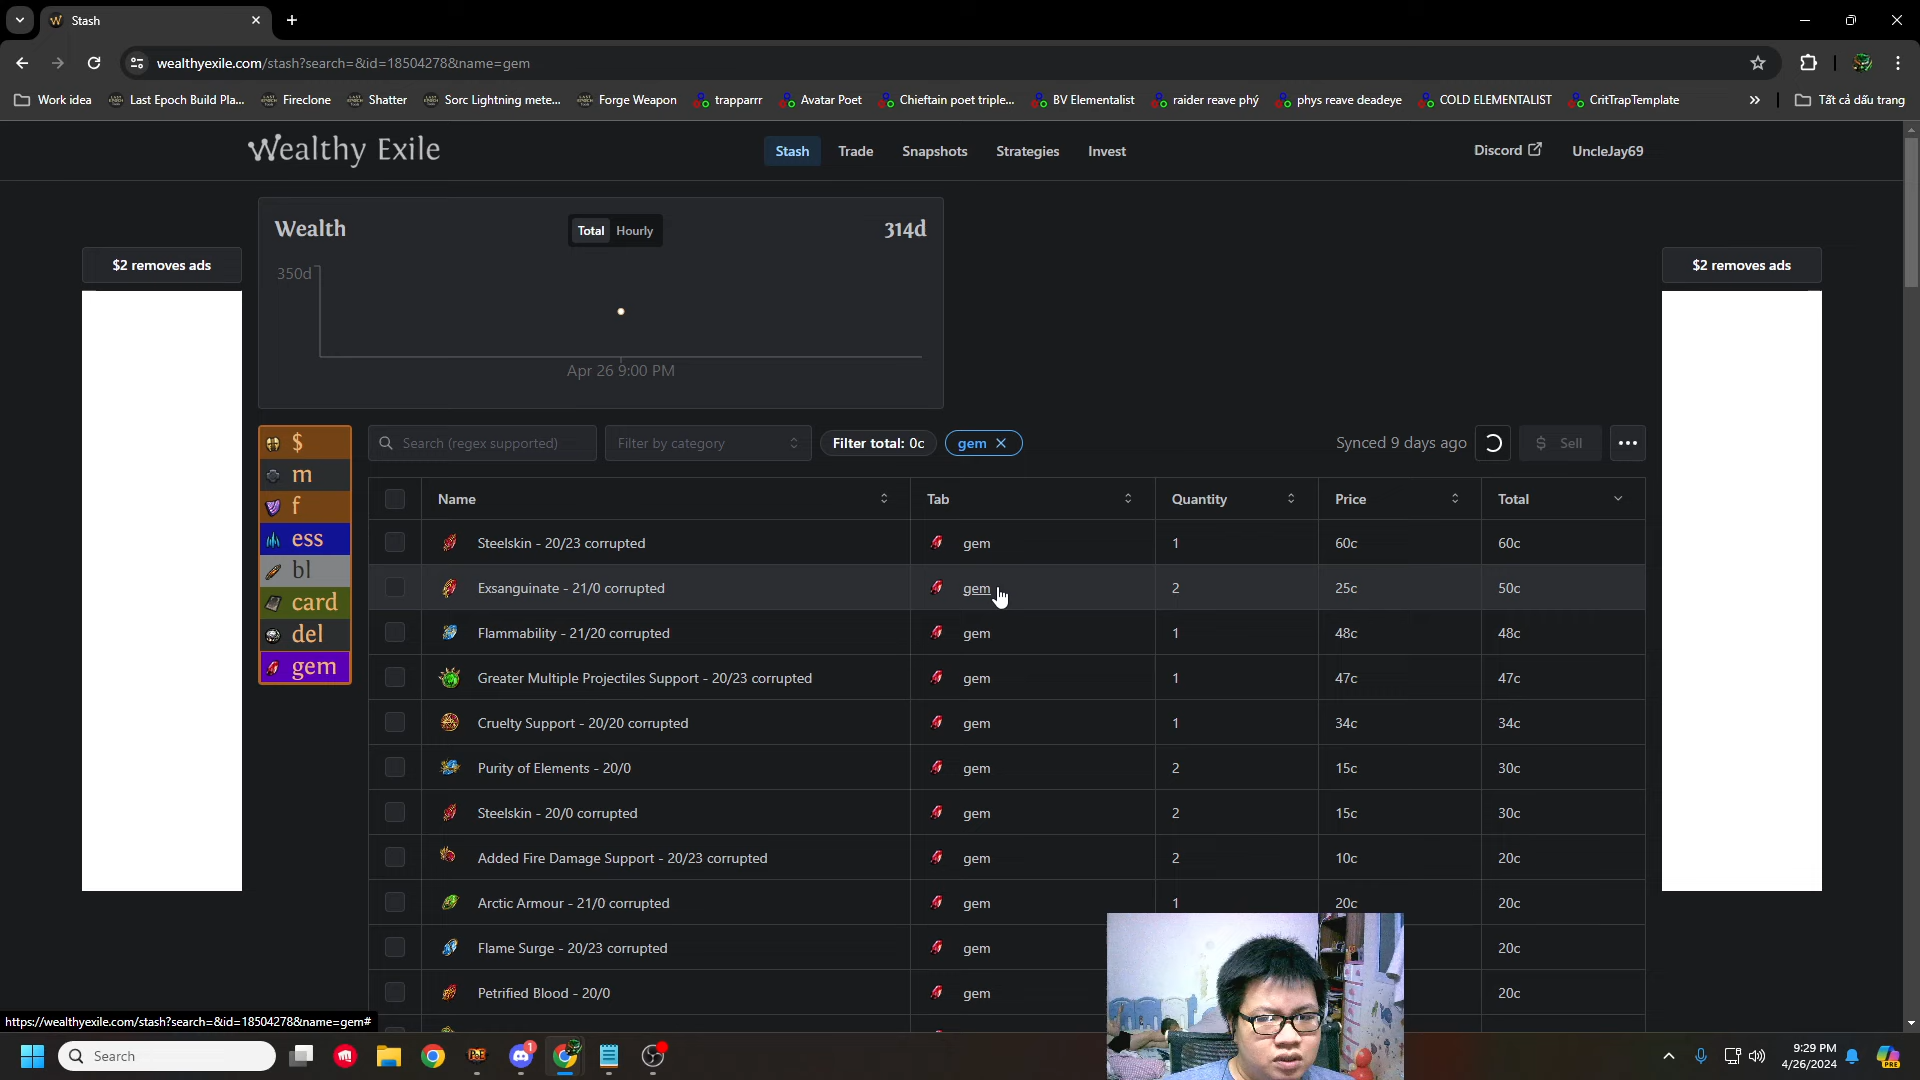 Stash
wealthyexile.com/stash?search=&id=18504278&name=gem
Work idea
Last Epoch Build Pla...
Fireclone
Shatter
Sorc Lightning mete...
Forge Weapon
trapparrr
Avatar Poet
Chieftain poet triple...
BV Elementalist
raider reave phý
phys reave deadeye
COLD ELEMENTALIST
CritTrapTemplate
Tất cả dấu trang
Wealthy Exile
Stash
Trade
Snapshots
Strategies
Invest
Discord
UncleJay69
Wealth
Total Hourly
314d
350d
Apr 26 9:00 PM
$2 removes ads
$2 removes ads
$
m
f
ess
bl
card
del
gem
Search (regex supported)
Filter by category
Filter total: 0c
gem
Synced 9 days ago
$ Sell
Name Tab Quantity Price Total
Steelskin - 20/23 corrupted gem 1 60c 60c
Exsanguinate - 21/0 corrupted gem 2 25c 50c
Flammability - 21/20 corrupted gem 1 48c 48c
Greater Multiple Projectiles Support - 20/23 corrupted gem 1 47c 47c
Cruelty Support - 20/20 corrupted gem 1 34c 34c
Purity of Elements - 20/0 gem 2 15c 30c
Steelskin - 20/0 corrupted gem 2 15c 30c
Added Fire Damage Support - 20/23 corrupted gem 2 10c 20c
Arctic Armour - 21/0 corrupted gem 1 20c 20c
Flame Surge - 20/23 corrupted gem 20c
Petrified Blood - 20/0 gem 20c
https://wealthyexile.com/stash?search=&id=18504278&name=gem#
Search
PoE
1
9:29 PM
4/26/2024
PRE